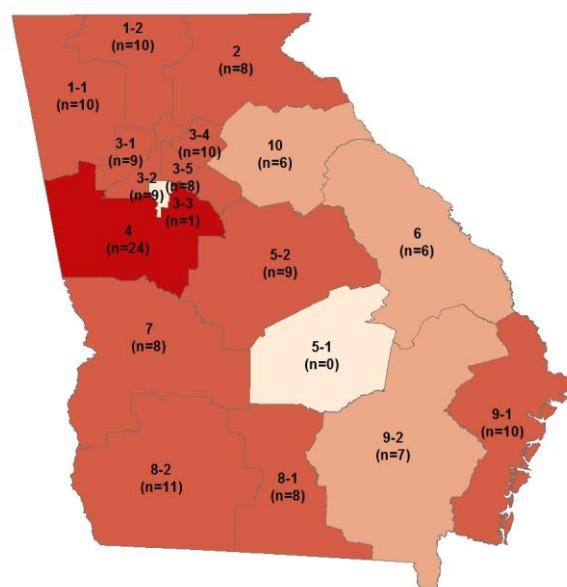 1-2
(n=10)
2
(n=8)
1-1
(n=10)
3-4
(n=10)
3-1
(n=9)
10
(n=6)
3-5
(n=8)
3-2
(n=9)
3-3
(n=1)
4
(n=24)
6
(n=6)
5-2
(n=9)
7
(n=8)
5-1
(n=0)
9-1
(n=10)
9-2
(n=7)
8-2
(n=11)
8-1
(n=8)